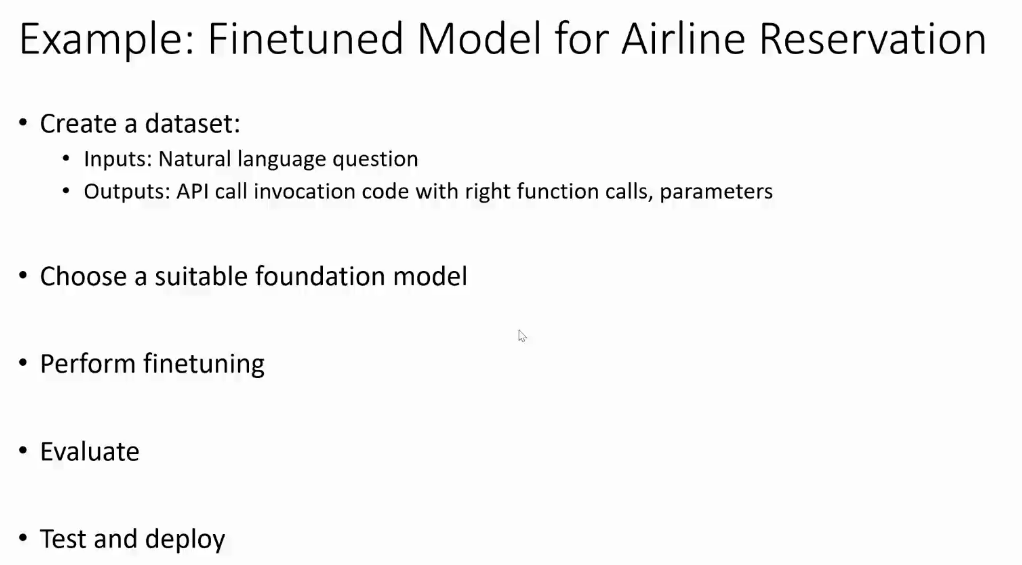 Example: Finetuned Model for Airline Reservation
• Create a dataset:
• Inputs: Natural language question
• Outputs: API call invocation code with right function calls, parameters
• Choose a suitable foundation model
• Perform finetuning
• Evaluate
• Test and deploy